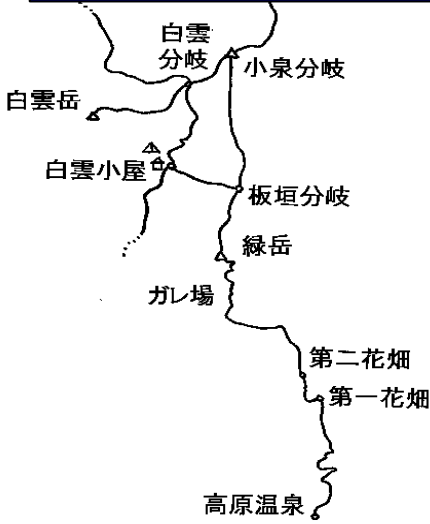 白雲
分岐
小泉分岐
白雲岳
白雲小屋
板垣分岐
緑岳
ガレ場
第二花畑
第一花畑
高原温泉